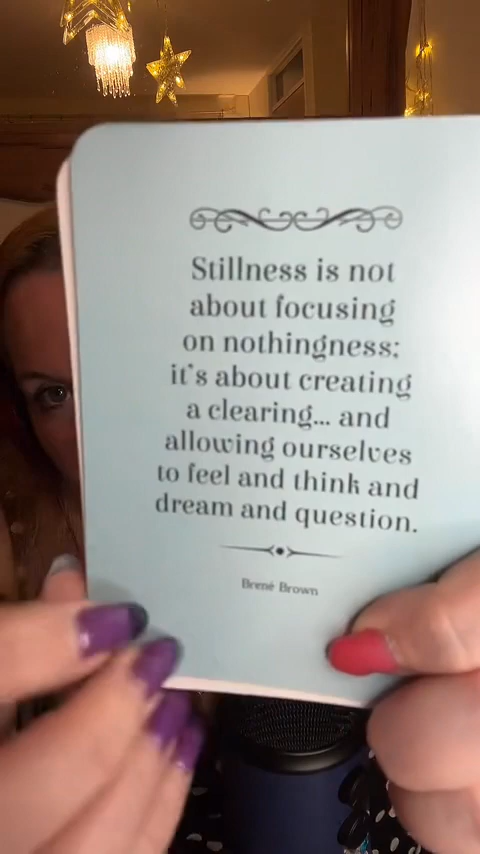 Stillness is not
about focusing
on nothingness;
it's about creating
a clearing... and
allowing ourselves
to feel and think and
dream and question.
Brené Brown